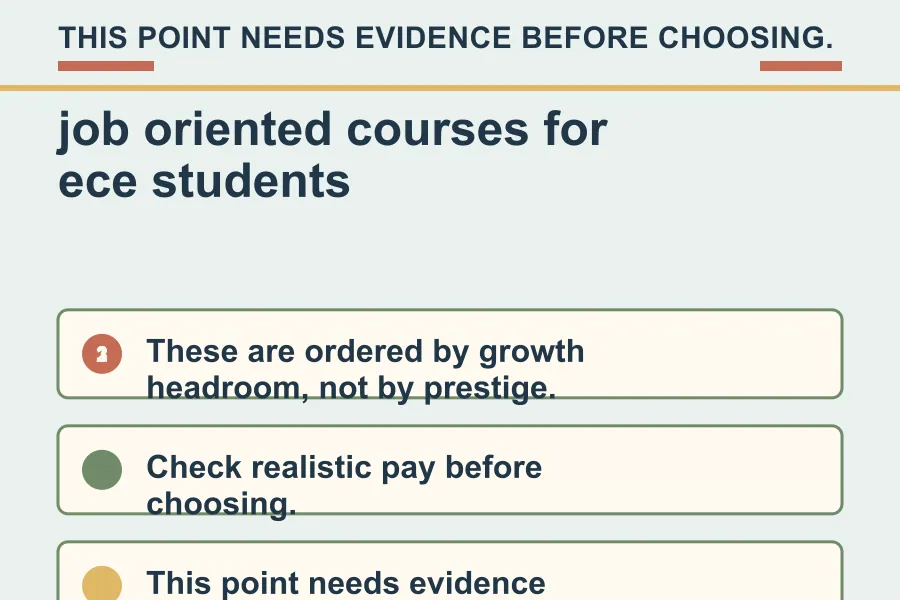 THIS POINT NEEDS EVIDENCE BEFORE CHOOSING.
job oriented courses for
ece students
These are ordered by growth
headroom, not by prestige.
Check realistic pay before
choosing.
This point needs evidence